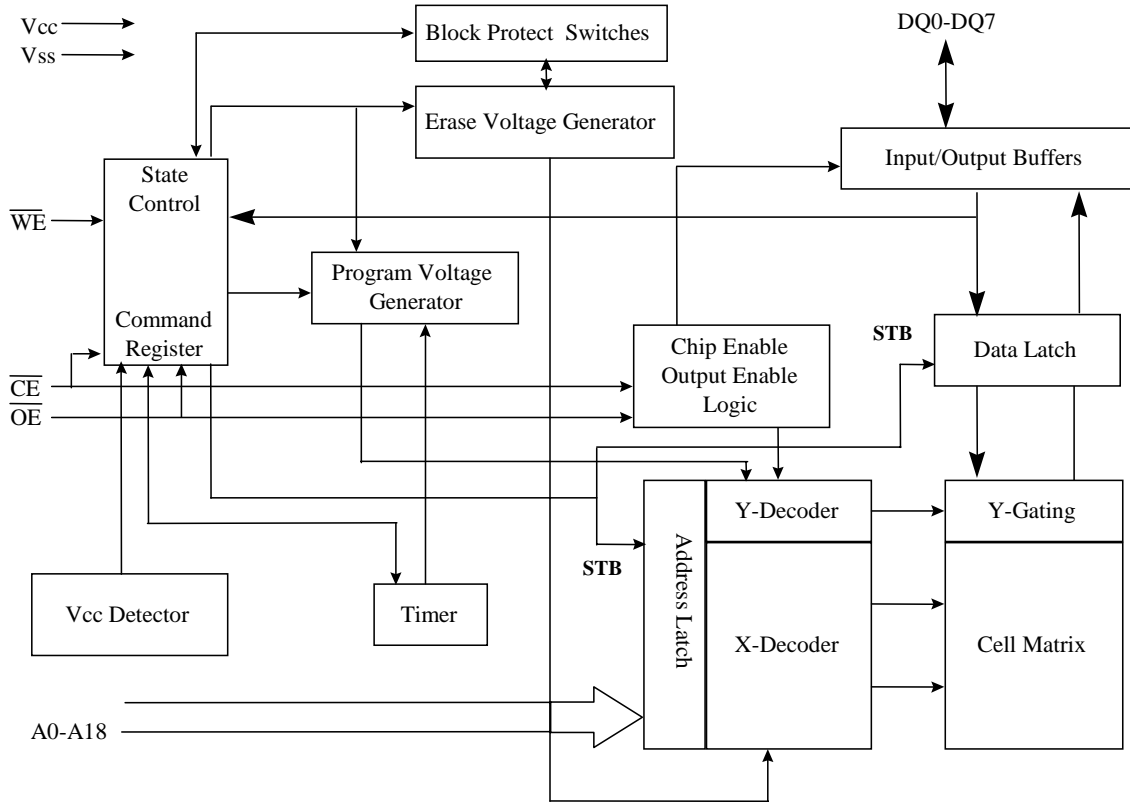 Vcc
Vss
Block Protect Switches
DQ0-DQ7
Erase Voltage Generator
Input/Output Buffers
State
Control
WE
Program Voltage
Generator
Command
Register
STB
Data Latch
Chip Enable
Output Enable
Logic
CE
OE
Y-Decoder
Y-Gating
STB
Address Latch
Vcc Detector
Timer
X-Decoder
Cell Matrix
A0-A18